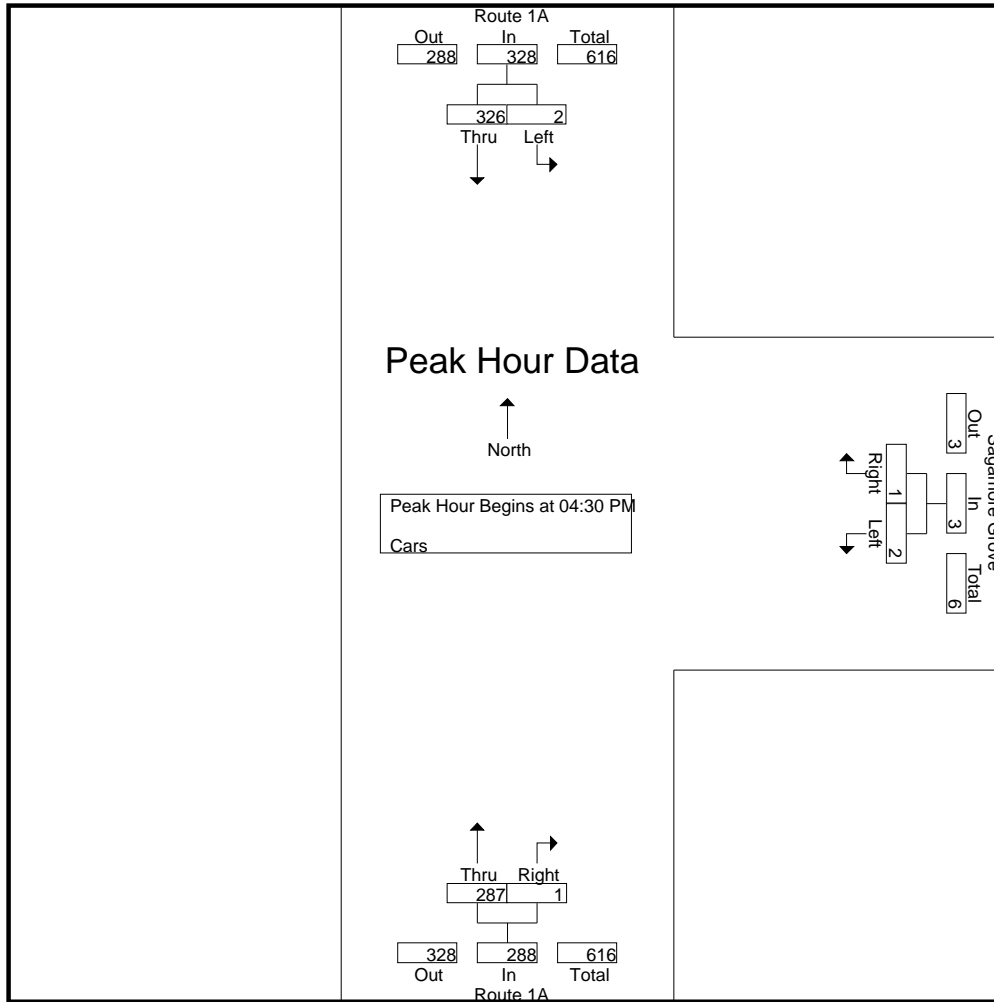 Route 1A
Out In Total
288 328 616
326 2
Thru Left
Peak Hour Data
North
Peak Hour Begins at 04:30 PM
Cars
Sagamore Grove
Out In Total
3 3 6
1 2
Right Left
Thru Right
287 1
328 288 616
Out In Total
Route 1A